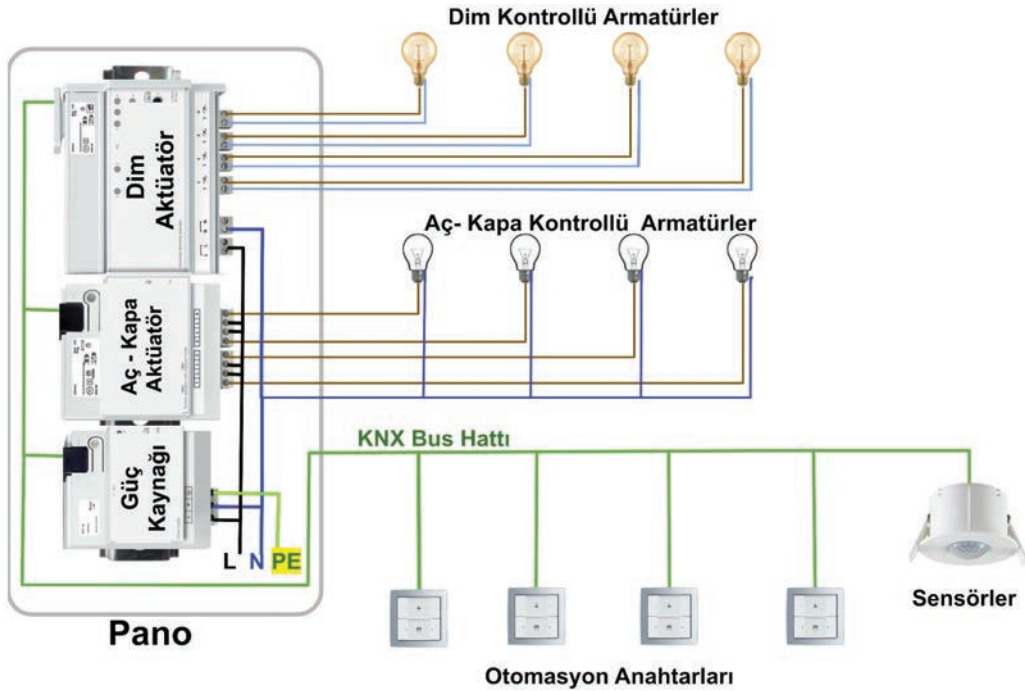 Dim Kontrollü Armatürler
Dim
Aktüatör
Aç- Kapa Kontrollü Armatürler
Aç - Kapa
Aktüatör
KNX Bus Hattı
Güç
Kaynağı
L N PE
Sensörler
Pano
Otomasyon Anahtarları